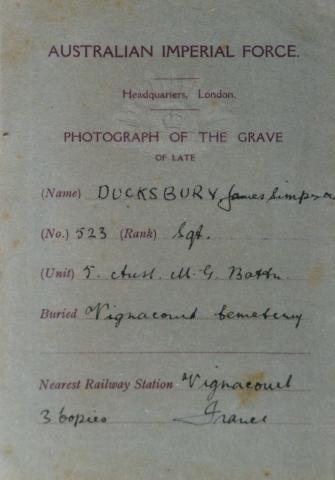 AUSTRALIAN IMPERIAL FORCE.
Headquarters, London.
PHOTOGRAPH OF THE GRAVE
OF LATE
(Name) DUCKSBURY, James Simpson
(No.) 523 (Rank) Sgt.
(Unit) 5. Aust. M. G. Battn.
Buried Vignacourt Cemetery
Nearest Railway Station Vignacourt
3 Copies France